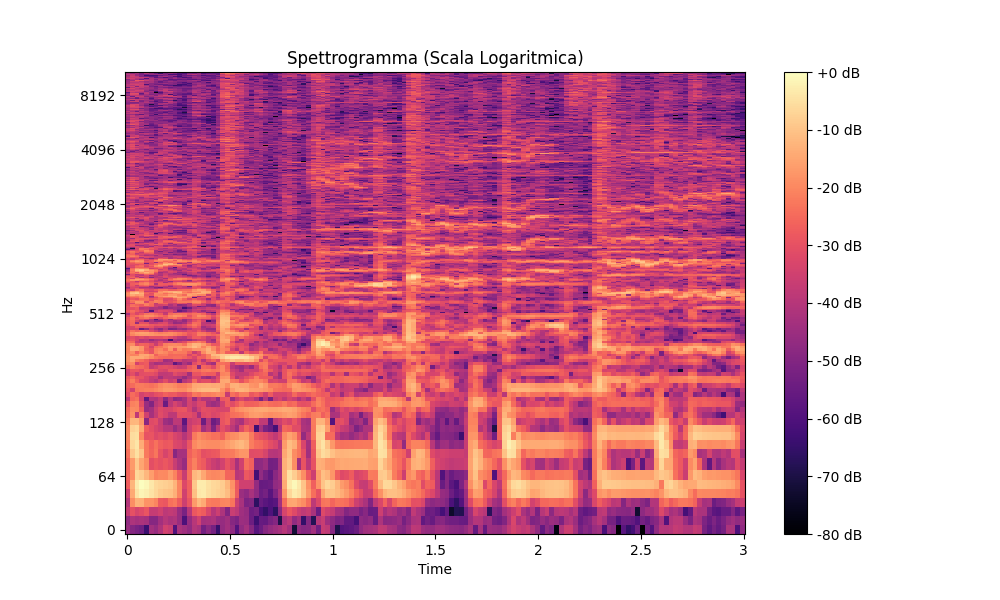 Spettrogramma (Scala Logaritmica)
Hz
8192
4096
2048
1024
512
256
128
64
0
0
0.5
1
1.5
2
2.5
3
Time
+0 dB
-10 dB
-20 dB
-30 dB
-40 dB
-50 dB
-60 dB
-70 dB
-80 dB